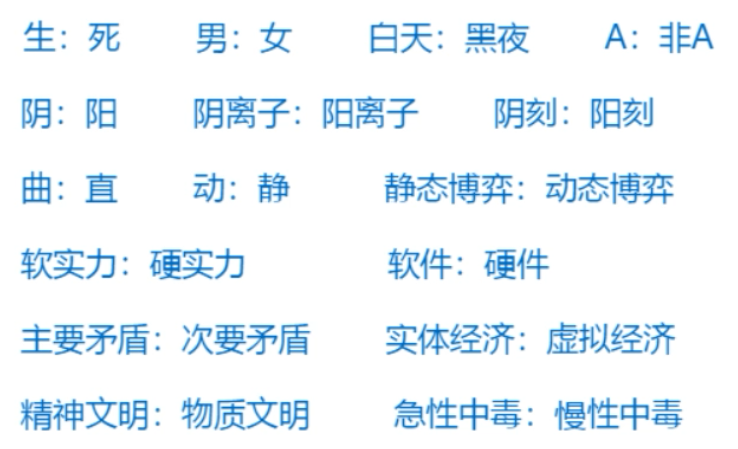 生：死 男：女 白天：黑夜 A：非A
阴：阳 阴离子：阳离子 阴刻：阳刻
曲：直 动：静 静态博弈：动态博弈
软实力：硬实力 软件：硬件
主要矛盾：次要矛盾 实体经济：虚拟经济
精神文明：物质文明 急性中毒：慢性中毒